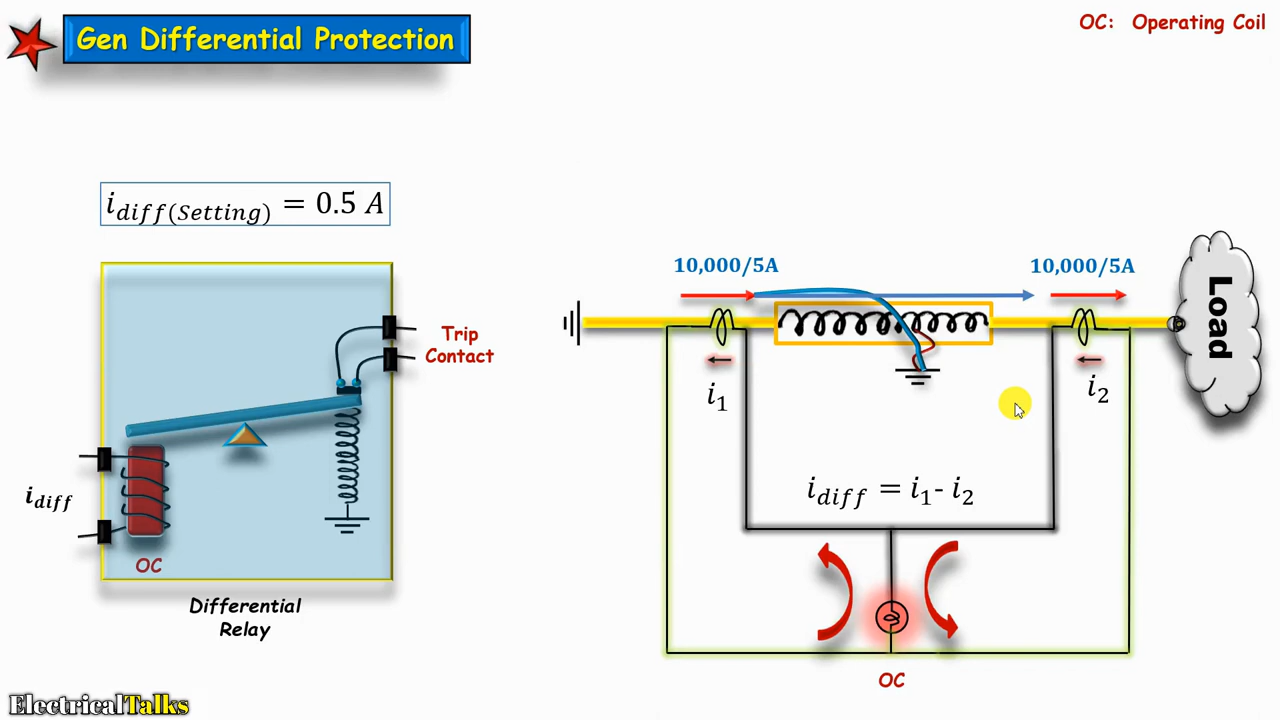 Gen Differential Protection
OC: Operating Coil
i_diff(Setting) = 0.5 A
10,000/5A
10,000/5A
Load
Trip
Contact
i_1
i_2
i_diff
i_diff = i_1- i_2
OC
Differential
Relay
OC
ElectricalTalks